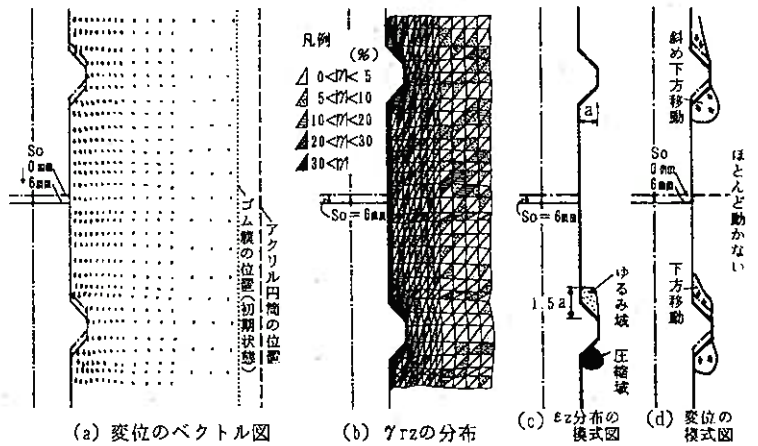 So
0mm
6mm
ゴム膜の位置(初期状態)
アクリル円筒の位置
(a) 変位のベクトル図
凡例
(%)
0<η<5
5<η<10
10<η<20
20<η<30
30<η
So=6mm
(b) γrzの分布
a
So=6mm
1.5a
ゆるみ域
圧縮域
(c) εz分布の
模式図
斜め下方移動
So
0mm
6mm
ほとんど動かない
下方移動
(d) 変位の
模式図